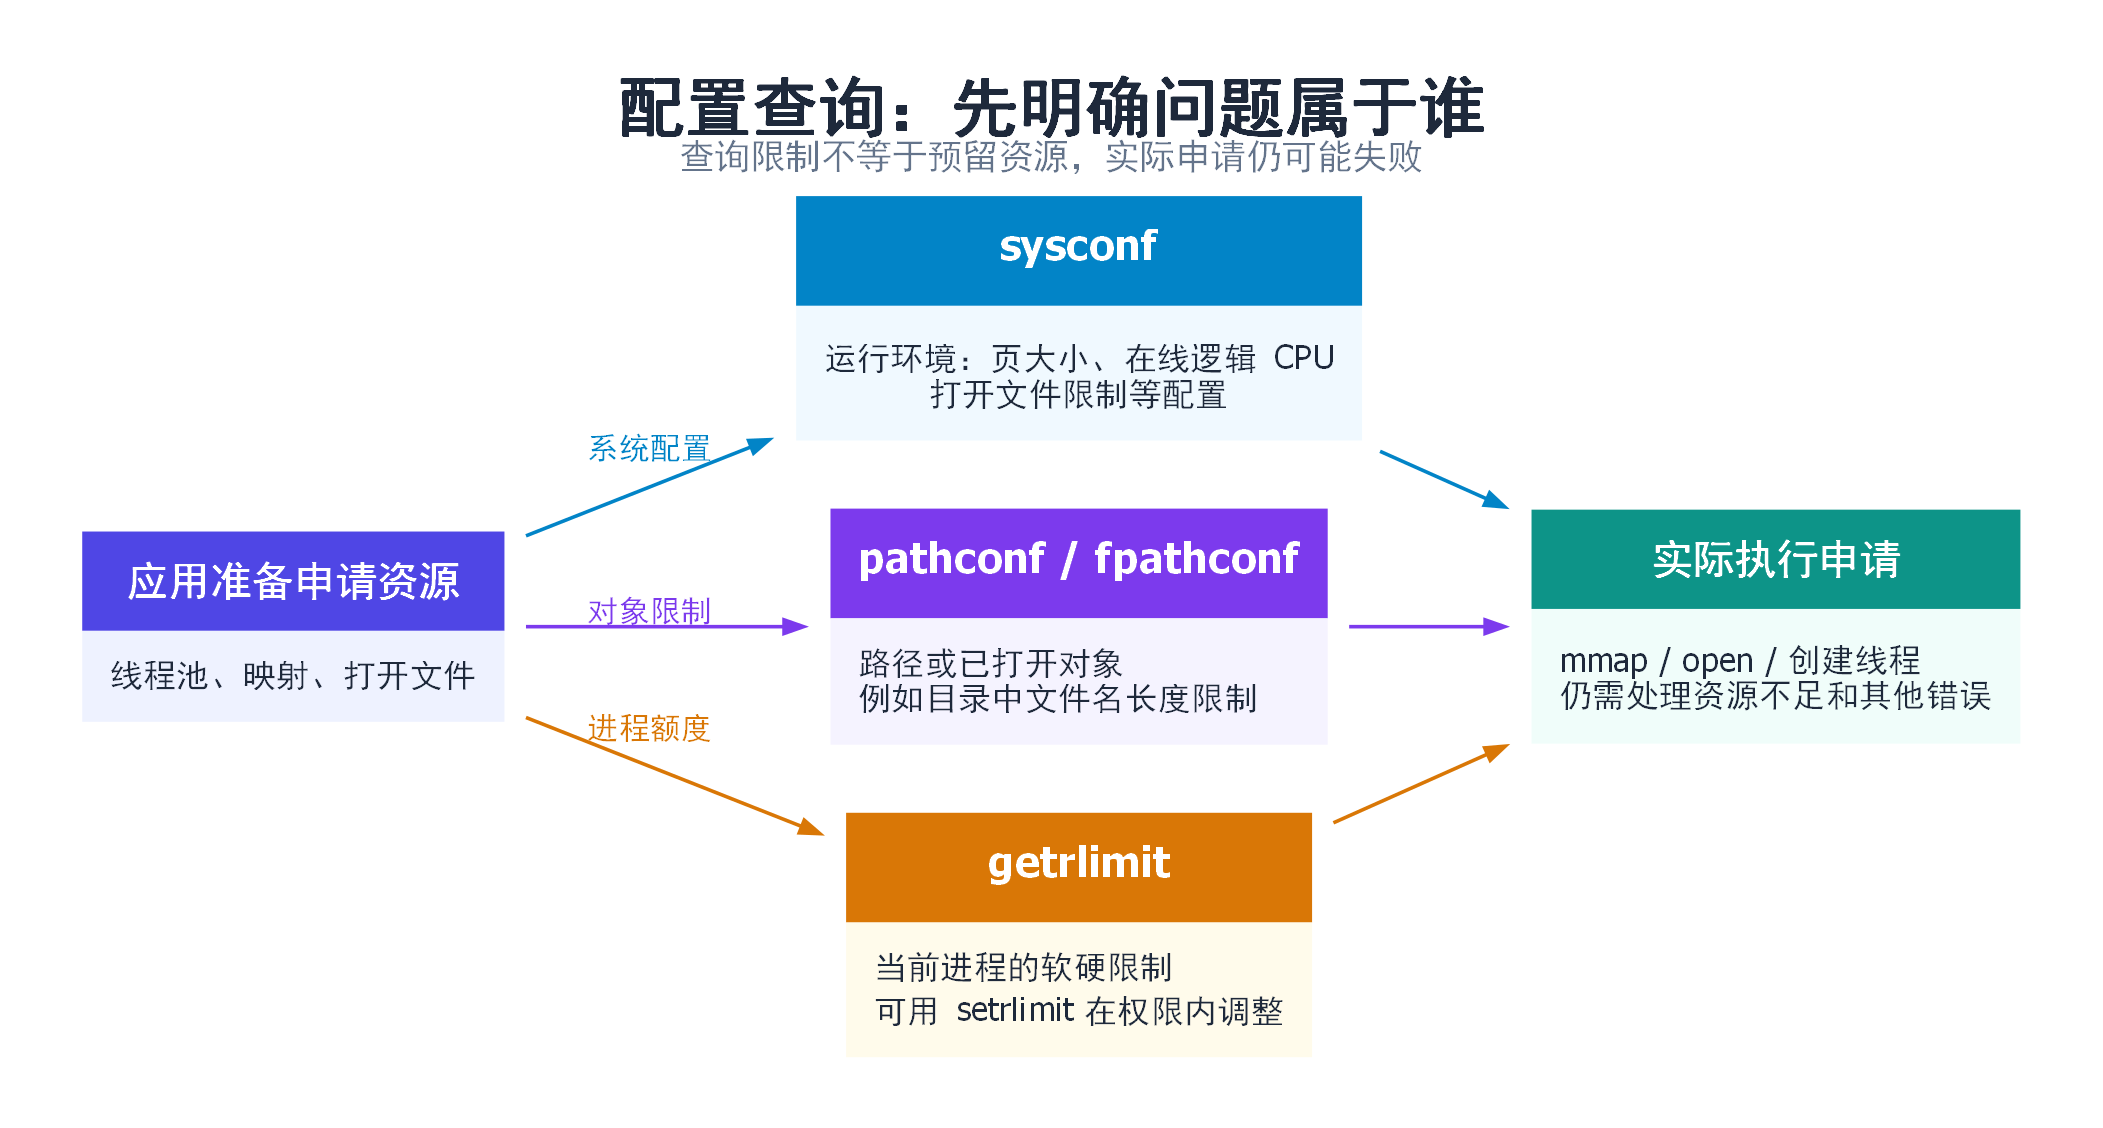 配置查询：先明确问题属于谁
查询限制不等于预留资源，实际申请仍可能失败
sysconf
运行环境：页大小、在线逻辑 CPU
打开文件限制等配置
系统配置
应用准备申请资源
线程池、映射、打开文件
对象限制
pathconf / fpathconf
路径或已打开对象
例如目录中文件名长度限制
实际执行申请
mmap / open / 创建线程
仍需处理资源不足和其他错误
进程额度
getrlimit
当前进程的软硬限制
可用 setrlimit 在权限内调整